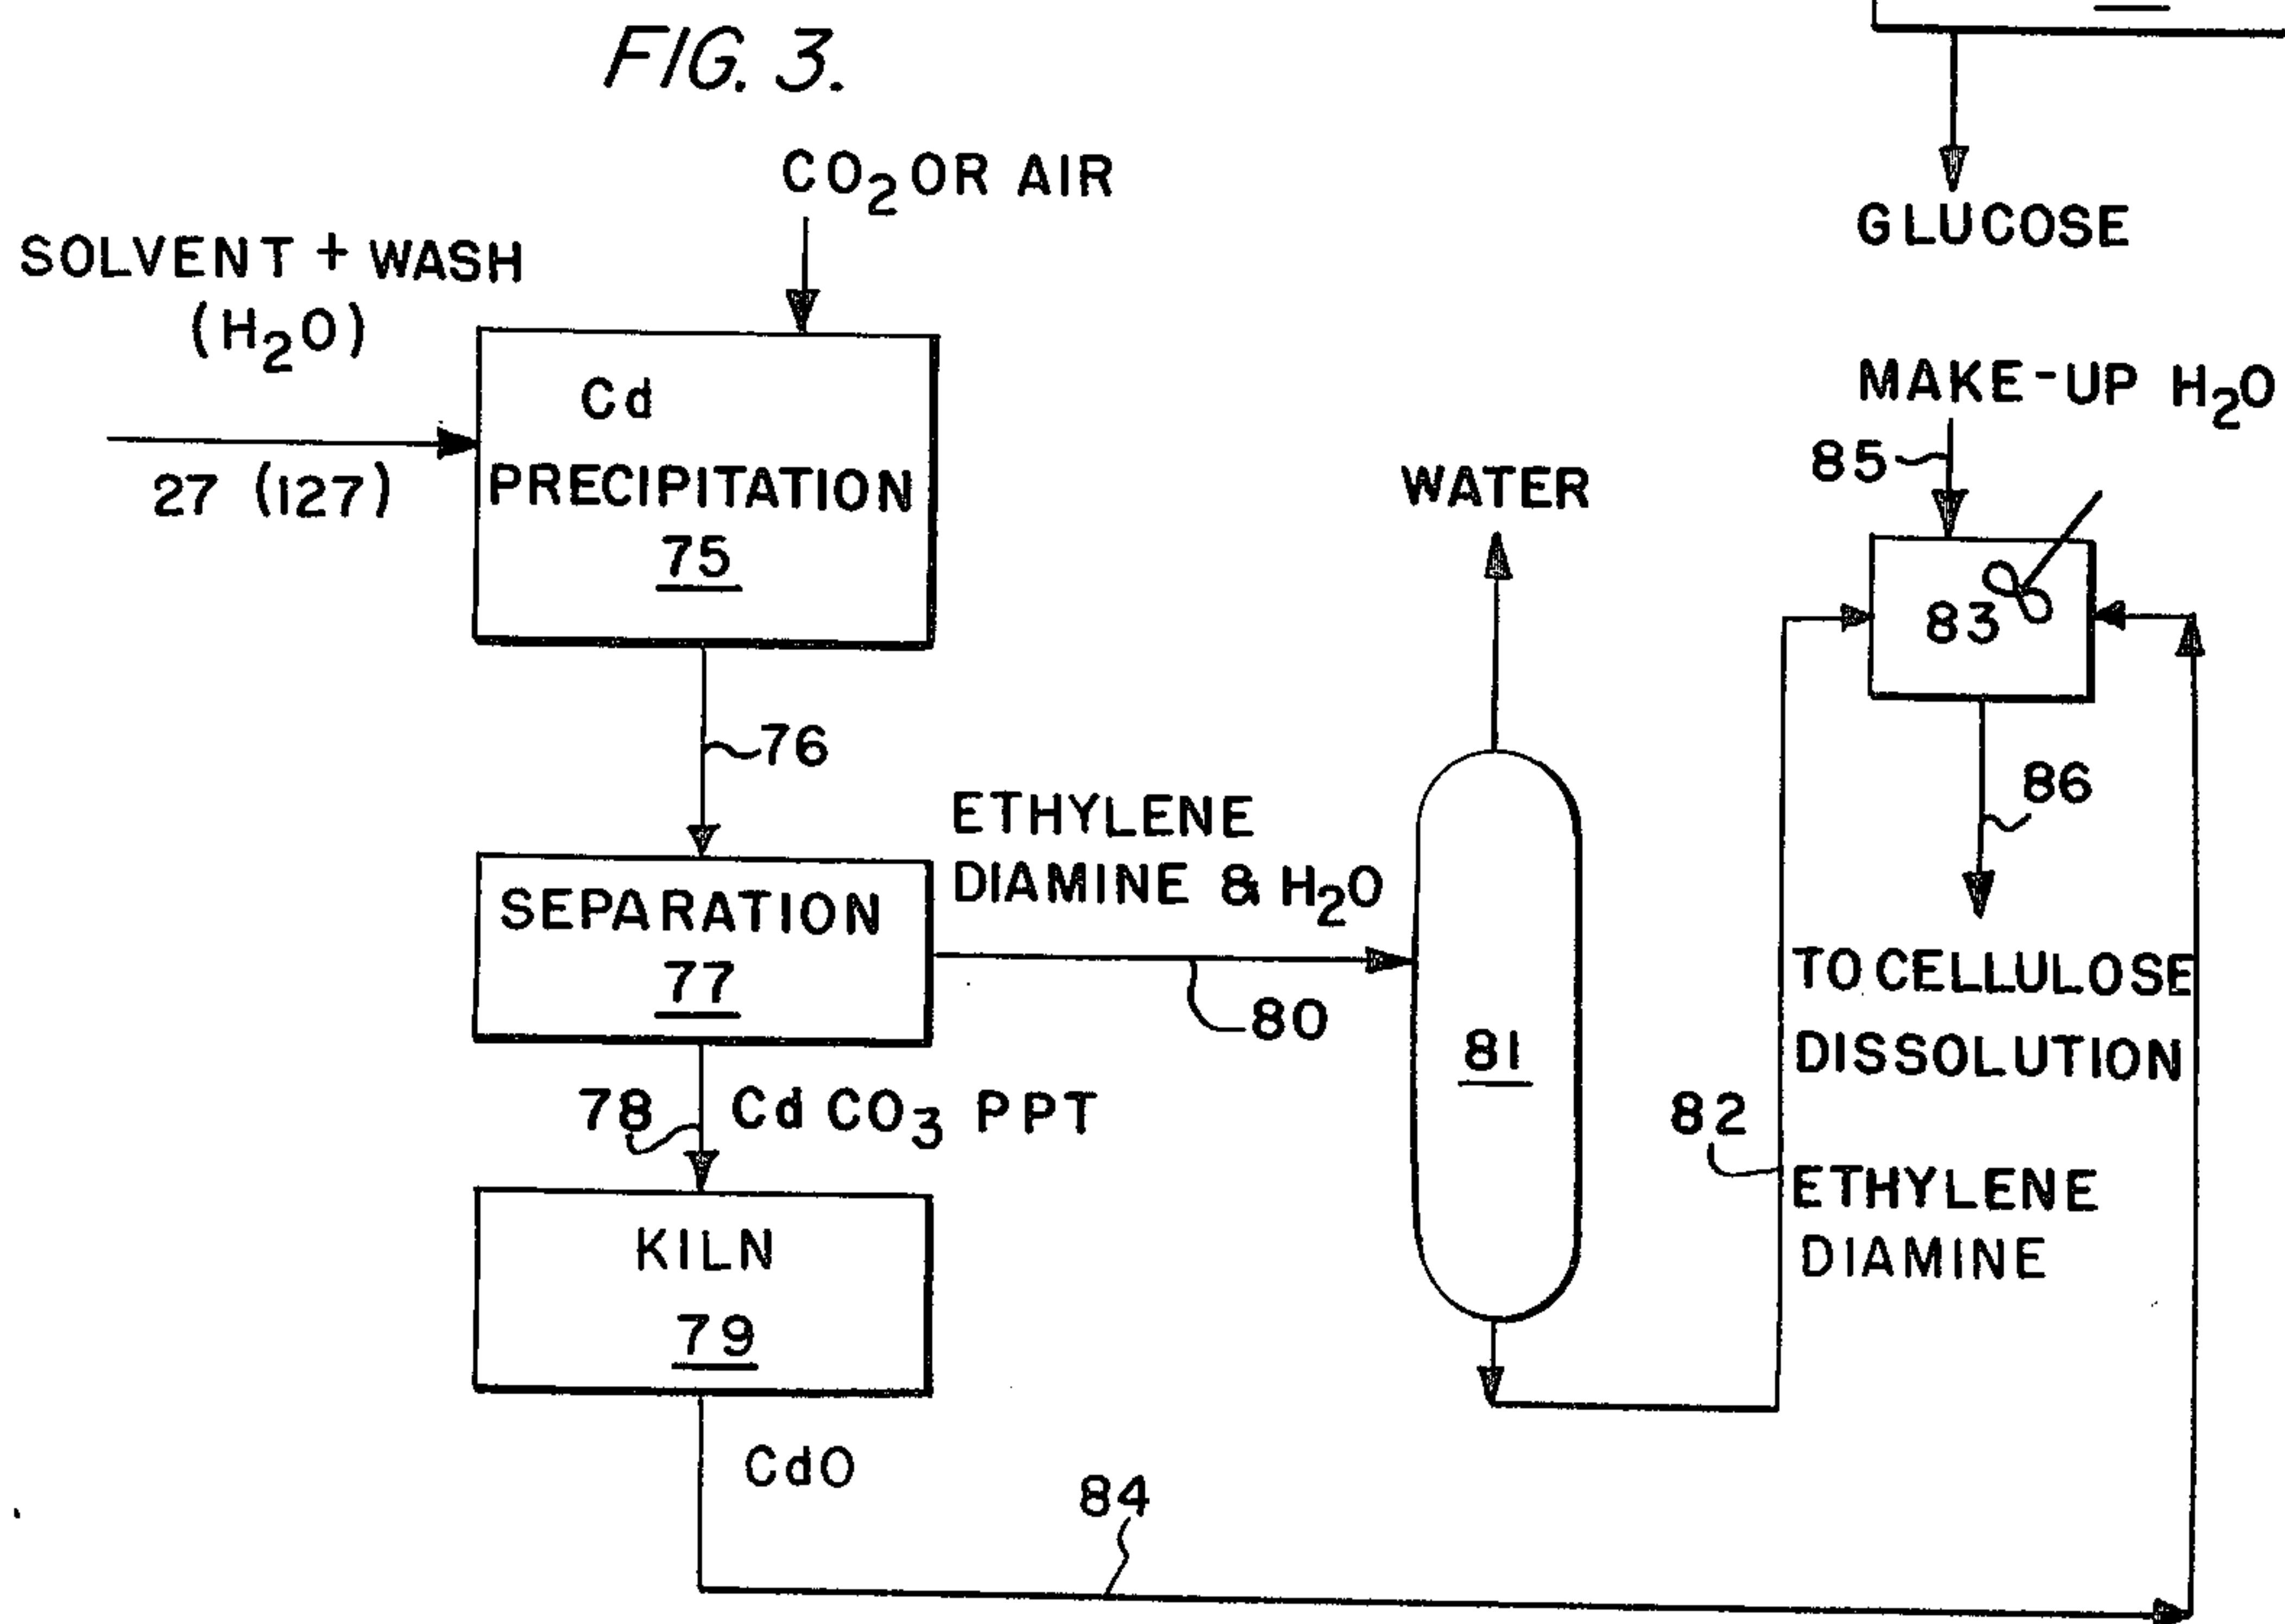 FIG. 3.
CO2 OR AIR
SOLVENT + WASH
(H2O)
27 (127)
Cd
PRECIPITATION
75
76
SEPARATION
77
ETHYLENE
DIAMINE & H2O
80
78
CdCO3 PPT
KILN
79
CdO
84
WATER
81
GLUCOSE
MAKE-UP H2O
85
83
86
TO CELLULOSE
DISSOLUTION
82
ETHYLENE
DIAMINE